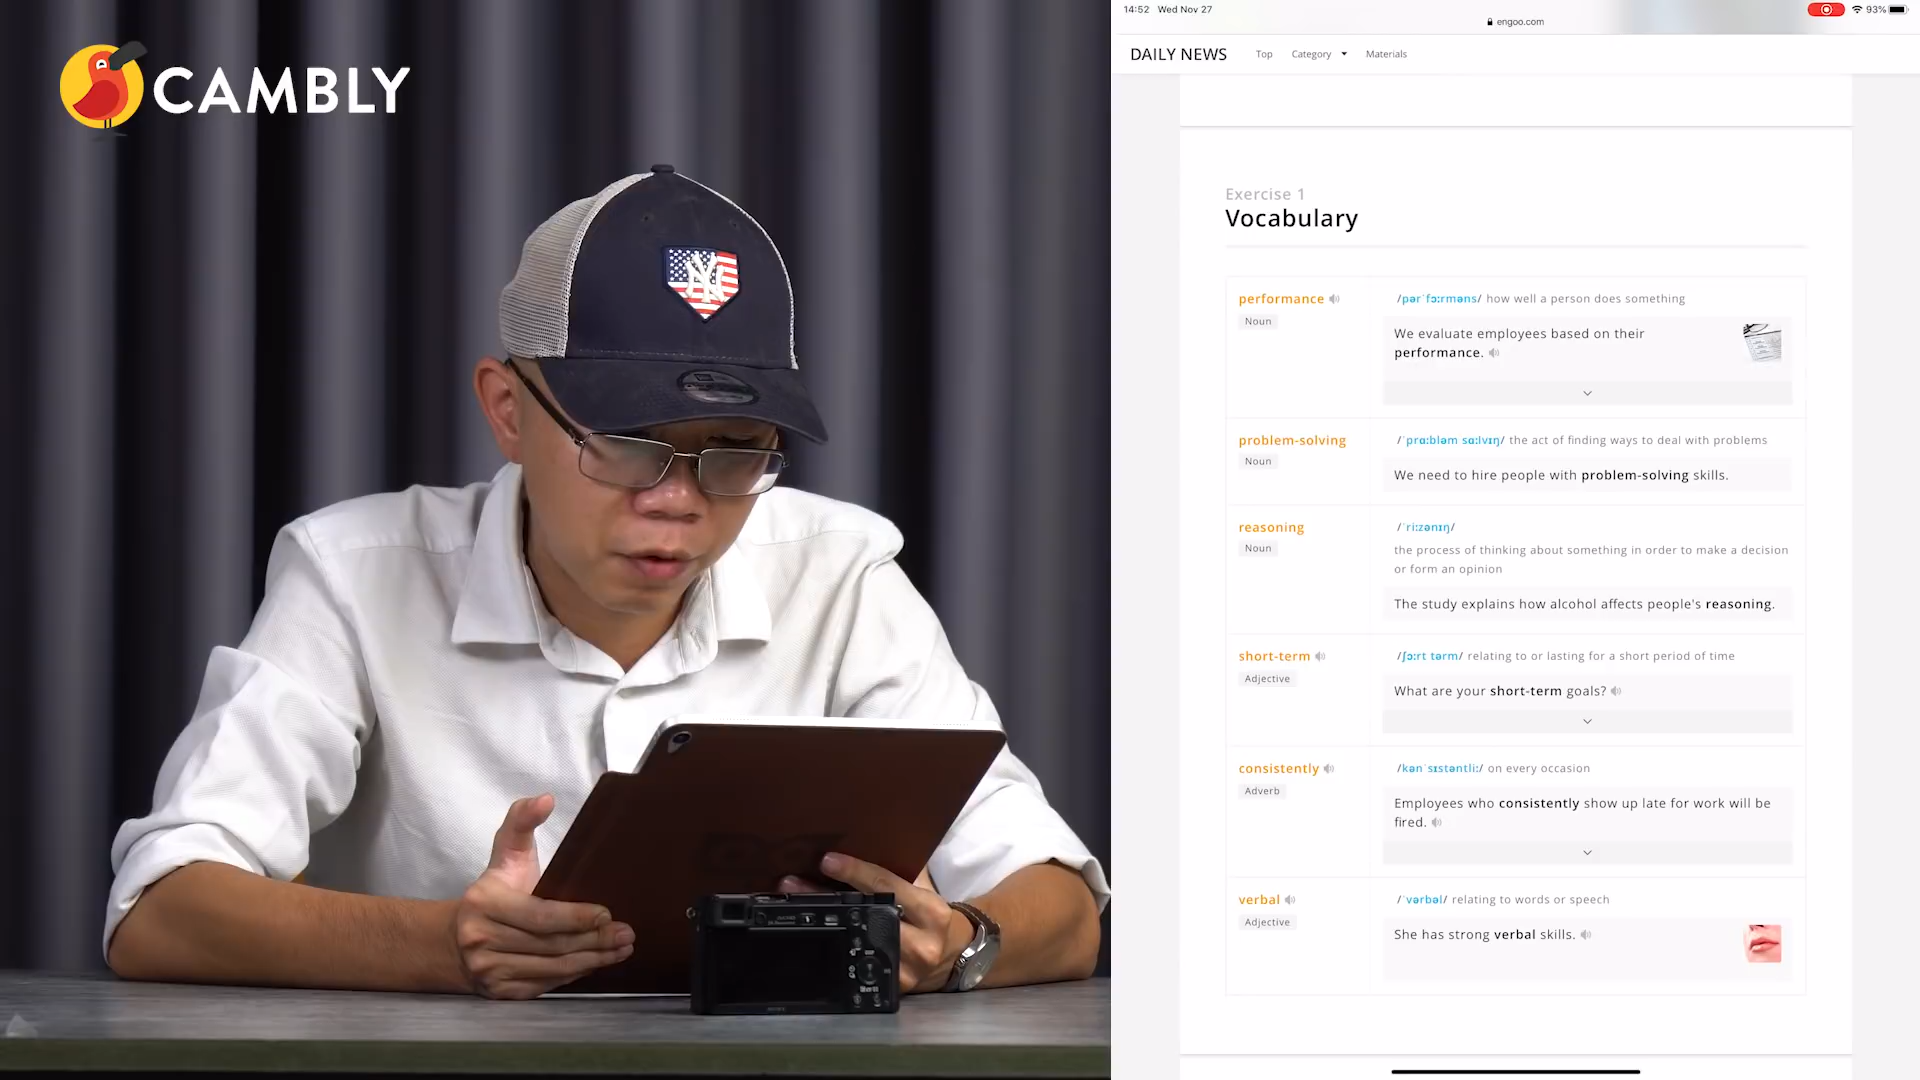 CAMBLY
NY
SONY
14:52 Wed Nov 27
93%
engoo.com
DAILY NEWS Top Category Materials
Exercise 1
Vocabulary
performance
Noun
/pərˈfɔːrməns/ how well a person does something
We evaluate employees based on their
performance.
problem-solving
Noun
/ˈprɑːbləm sɑːlvɪŋ/ the act of finding ways to deal with problems
We need to hire people with problem-solving skills.
reasoning
Noun
/ˈriːzənɪŋ/
the process of thinking about something in order to make a decision
or form an opinion
The study explains how alcohol affects people's reasoning.
short-term
Adjective
/ʃɔːrt tərm/ relating to or lasting for a short period of time
What are your short-term goals?
consistently
Adverb
/kənˈsɪstəntliː/ on every occasion
Employees who consistently show up late for work will be
fired.
verbal
Adjective
/ˈvərbəl/ relating to words or speech
She has strong verbal skills.